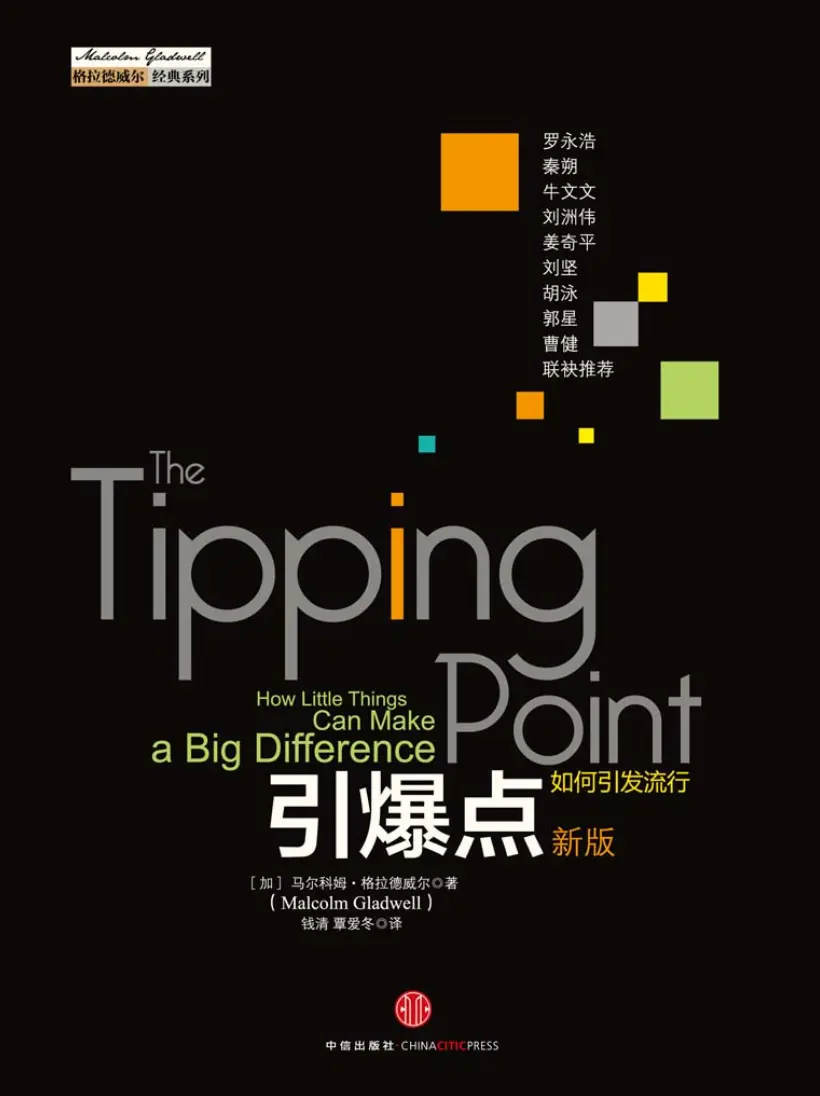 Malcolm Gladwell
格拉德威尔 经典系列
罗永浩
秦朔
牛文文
刘洲伟
姜奇平
刘坚
胡泳
郭星
曹健
联袂推荐
The
Tipping
Point
How Little Things
Can Make
a Big Difference
引爆点
如何引发流行
新版
[加] 马尔科姆·格拉德威尔◎著
(Malcolm Gladwell)
钱清 覃爱冬◎译
中信出版社·CHINACITICPRESS